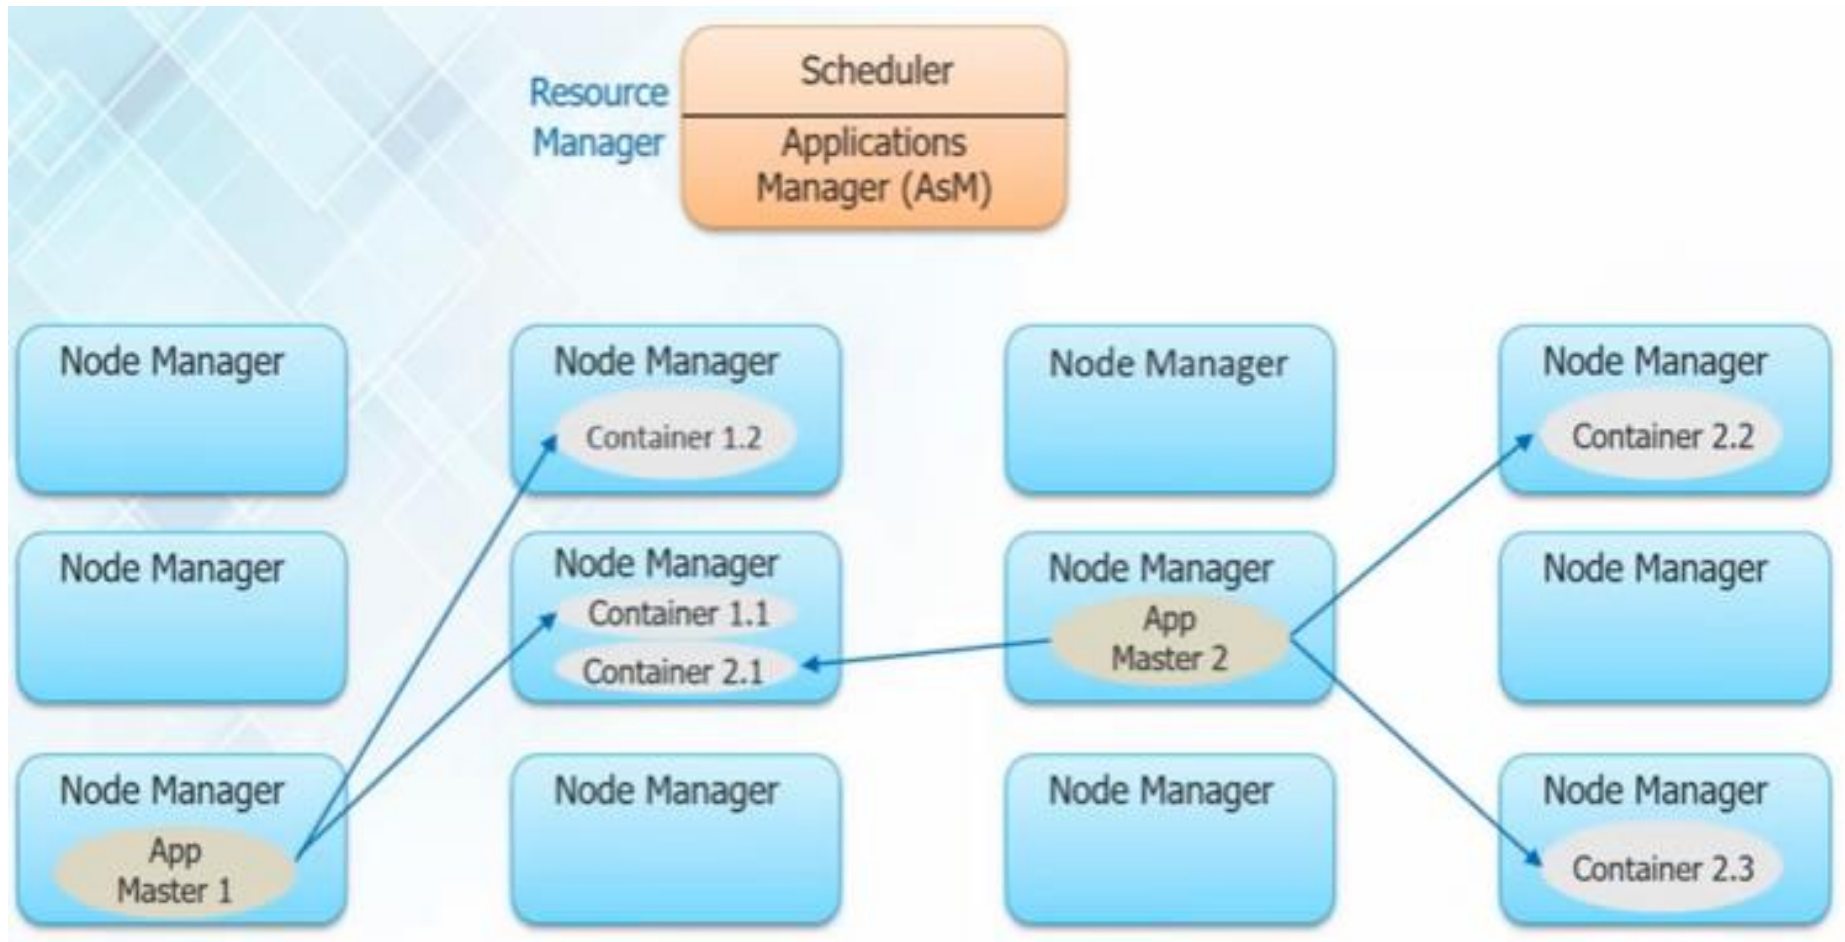 Resource
Manager
Scheduler
Applications
Manager (AsM)
Node Manager
Node Manager
Container 1.2
Node Manager
Node Manager
Container 2.2
Node Manager
Node Manager
Container 1.1
Container 2.1
Node Manager
App
Master 2
Node Manager
Node Manager
App
Master 1
Node Manager
Node Manager
Node Manager
Container 2.3